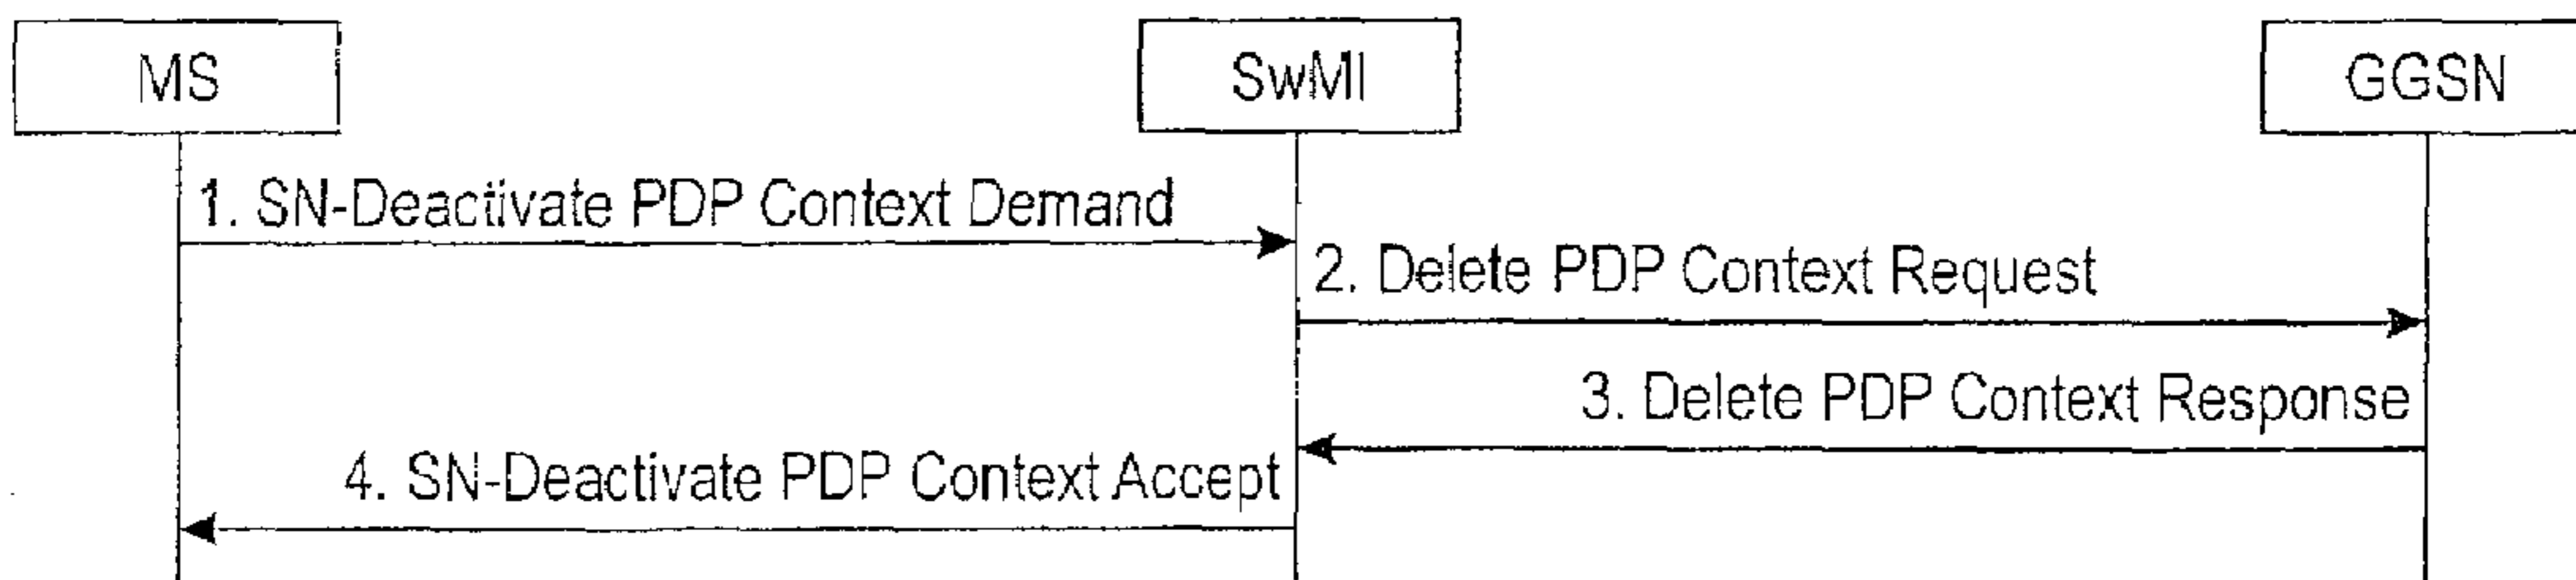 MS
SwMI
GGSN
1. SN-Deactivate PDP Context Demand
2. Delete PDP Context Request
3. Delete PDP Context Response
4. SN-Deactivate PDP Context Accept